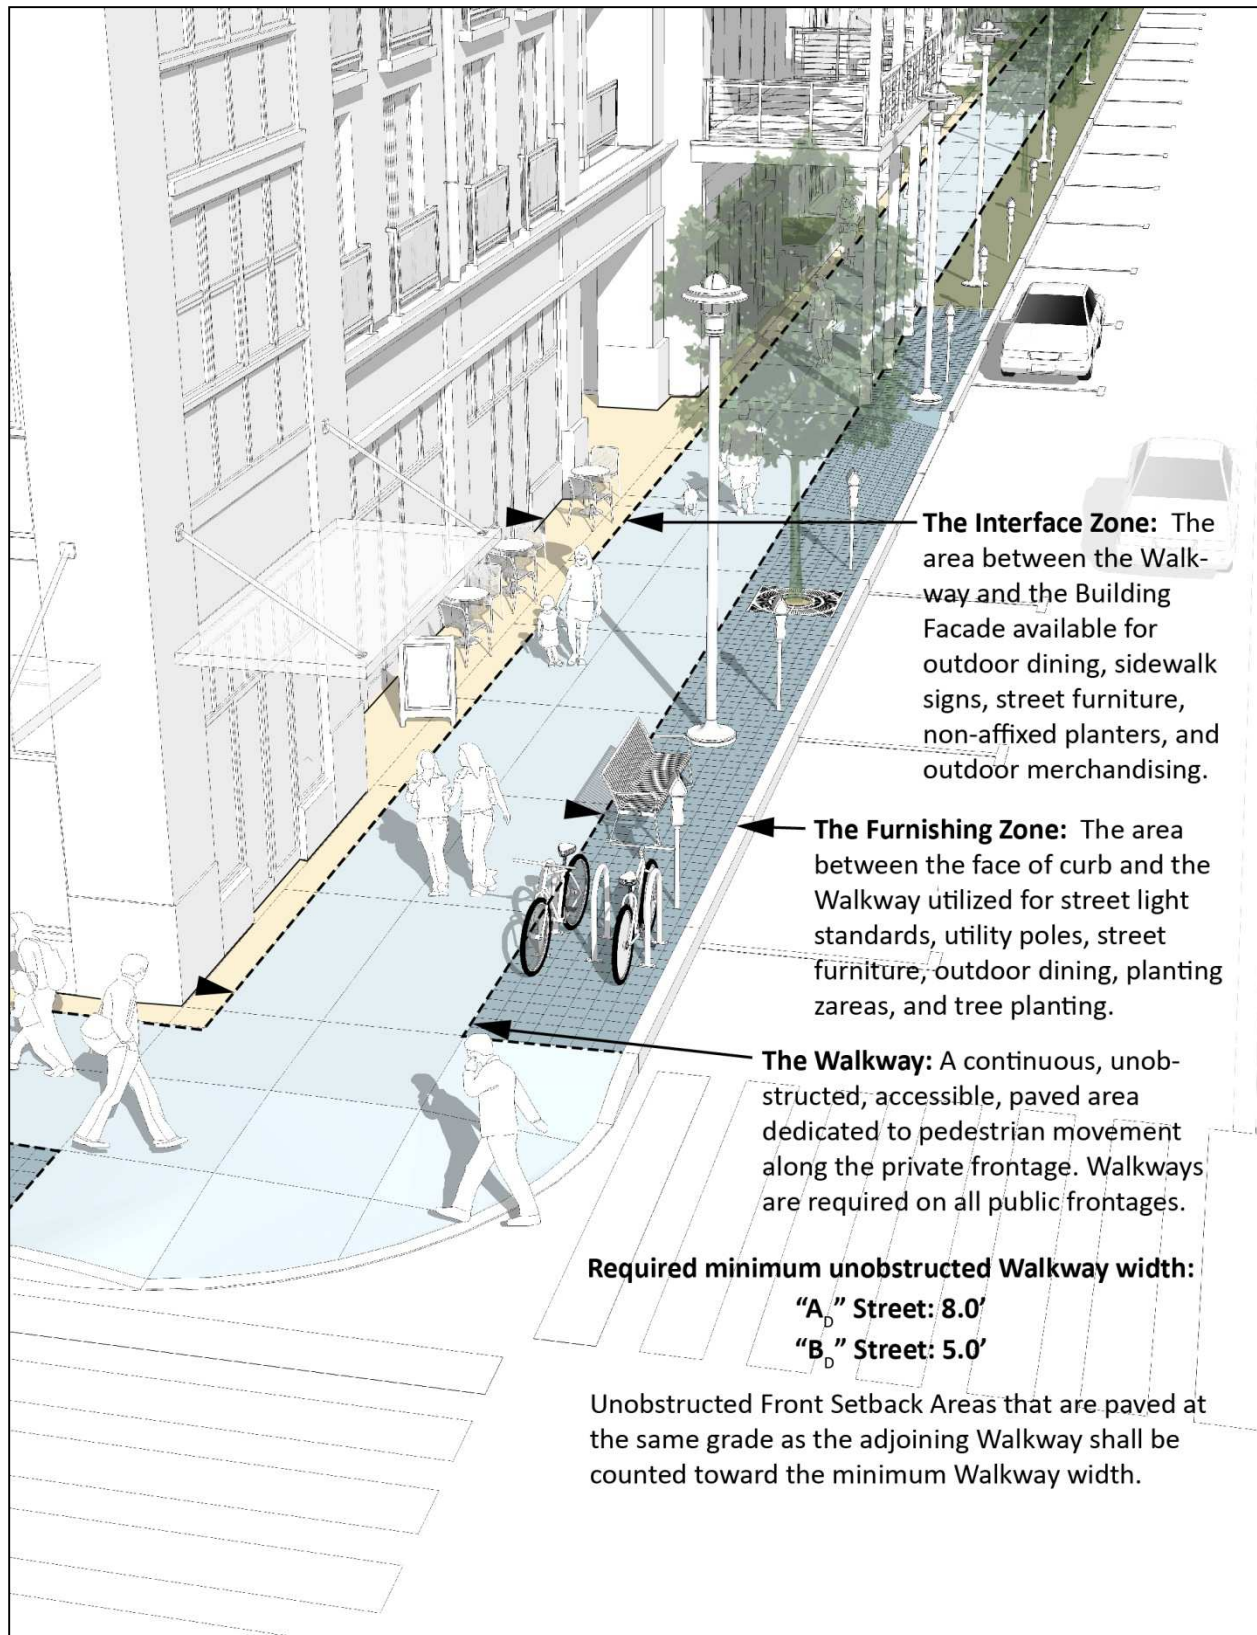 The Interface Zone: The
area between the Walk-
way and the Building
Facade available for
outdoor dining, sidewalk
signs, street furniture,
non-affixed planters, and
outdoor merchandising.
The Furnishing Zone: The area
between the face of curb and the
Walkway utilized for street light
standards, utility poles, street
furniture, outdoor dining, planting
zareas, and tree planting.
The Walkway: A continuous, unob-
structed, accessible, paved area
dedicated to pedestrian movement
along the private frontage. Walkways
are required on all public frontages.
Required minimum unobstructed Walkway width:
“A_D” Street: 8.0’
“B_D” Street: 5.0’
Unobstructed Front Setback Areas that are paved at
the same grade as the adjoining Walkway shall be
counted toward the minimum Walkway width.